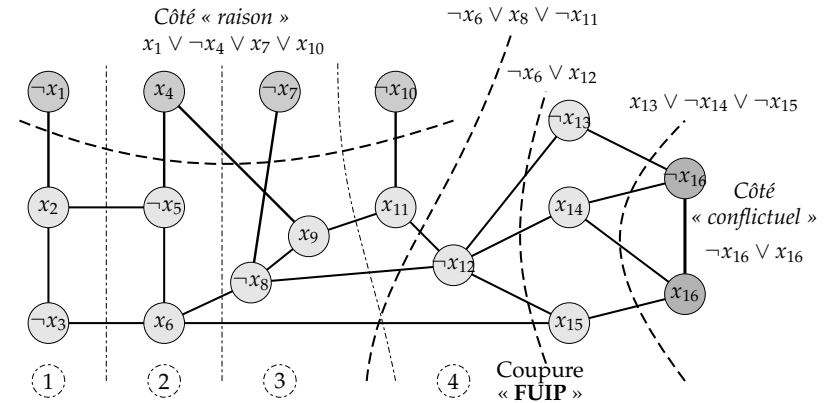 Côté « raison »
x₁ ∨ ¬x₄ ∨ x₇ ∨ x₁₀
¬x₆ ∨ x₈ ∨ ¬x₁₁
¬x₆ ∨ x₁₂
x₁₃ ∨ ¬x₁₄ ∨ ¬x₁₅
¬x₁
x₄
¬x₇
¬x₁₀
¬x₁₃
¬x₁₆
x₂
¬x₅
x₉
x₁₁
x₁₄
Côté
« conflictuel »
¬x₁₆ ∨ x₁₆
¬x₈
¬x₁₂
x₁₆
¬x₃
x₆
x₁₅
1
2
3
4
Coupure
« FUIP »